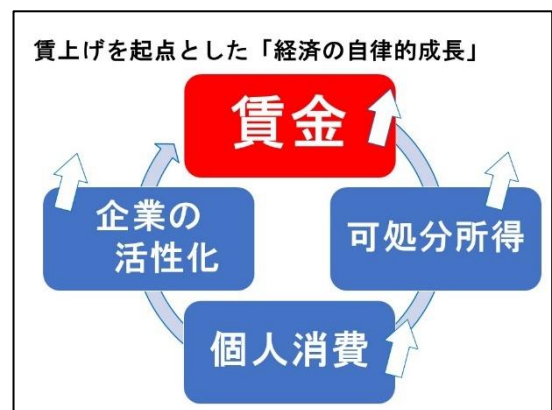 賃上げを起点とした「経済の自律的成長」
賃金
可処分所得
個人消費
企業の
活性化